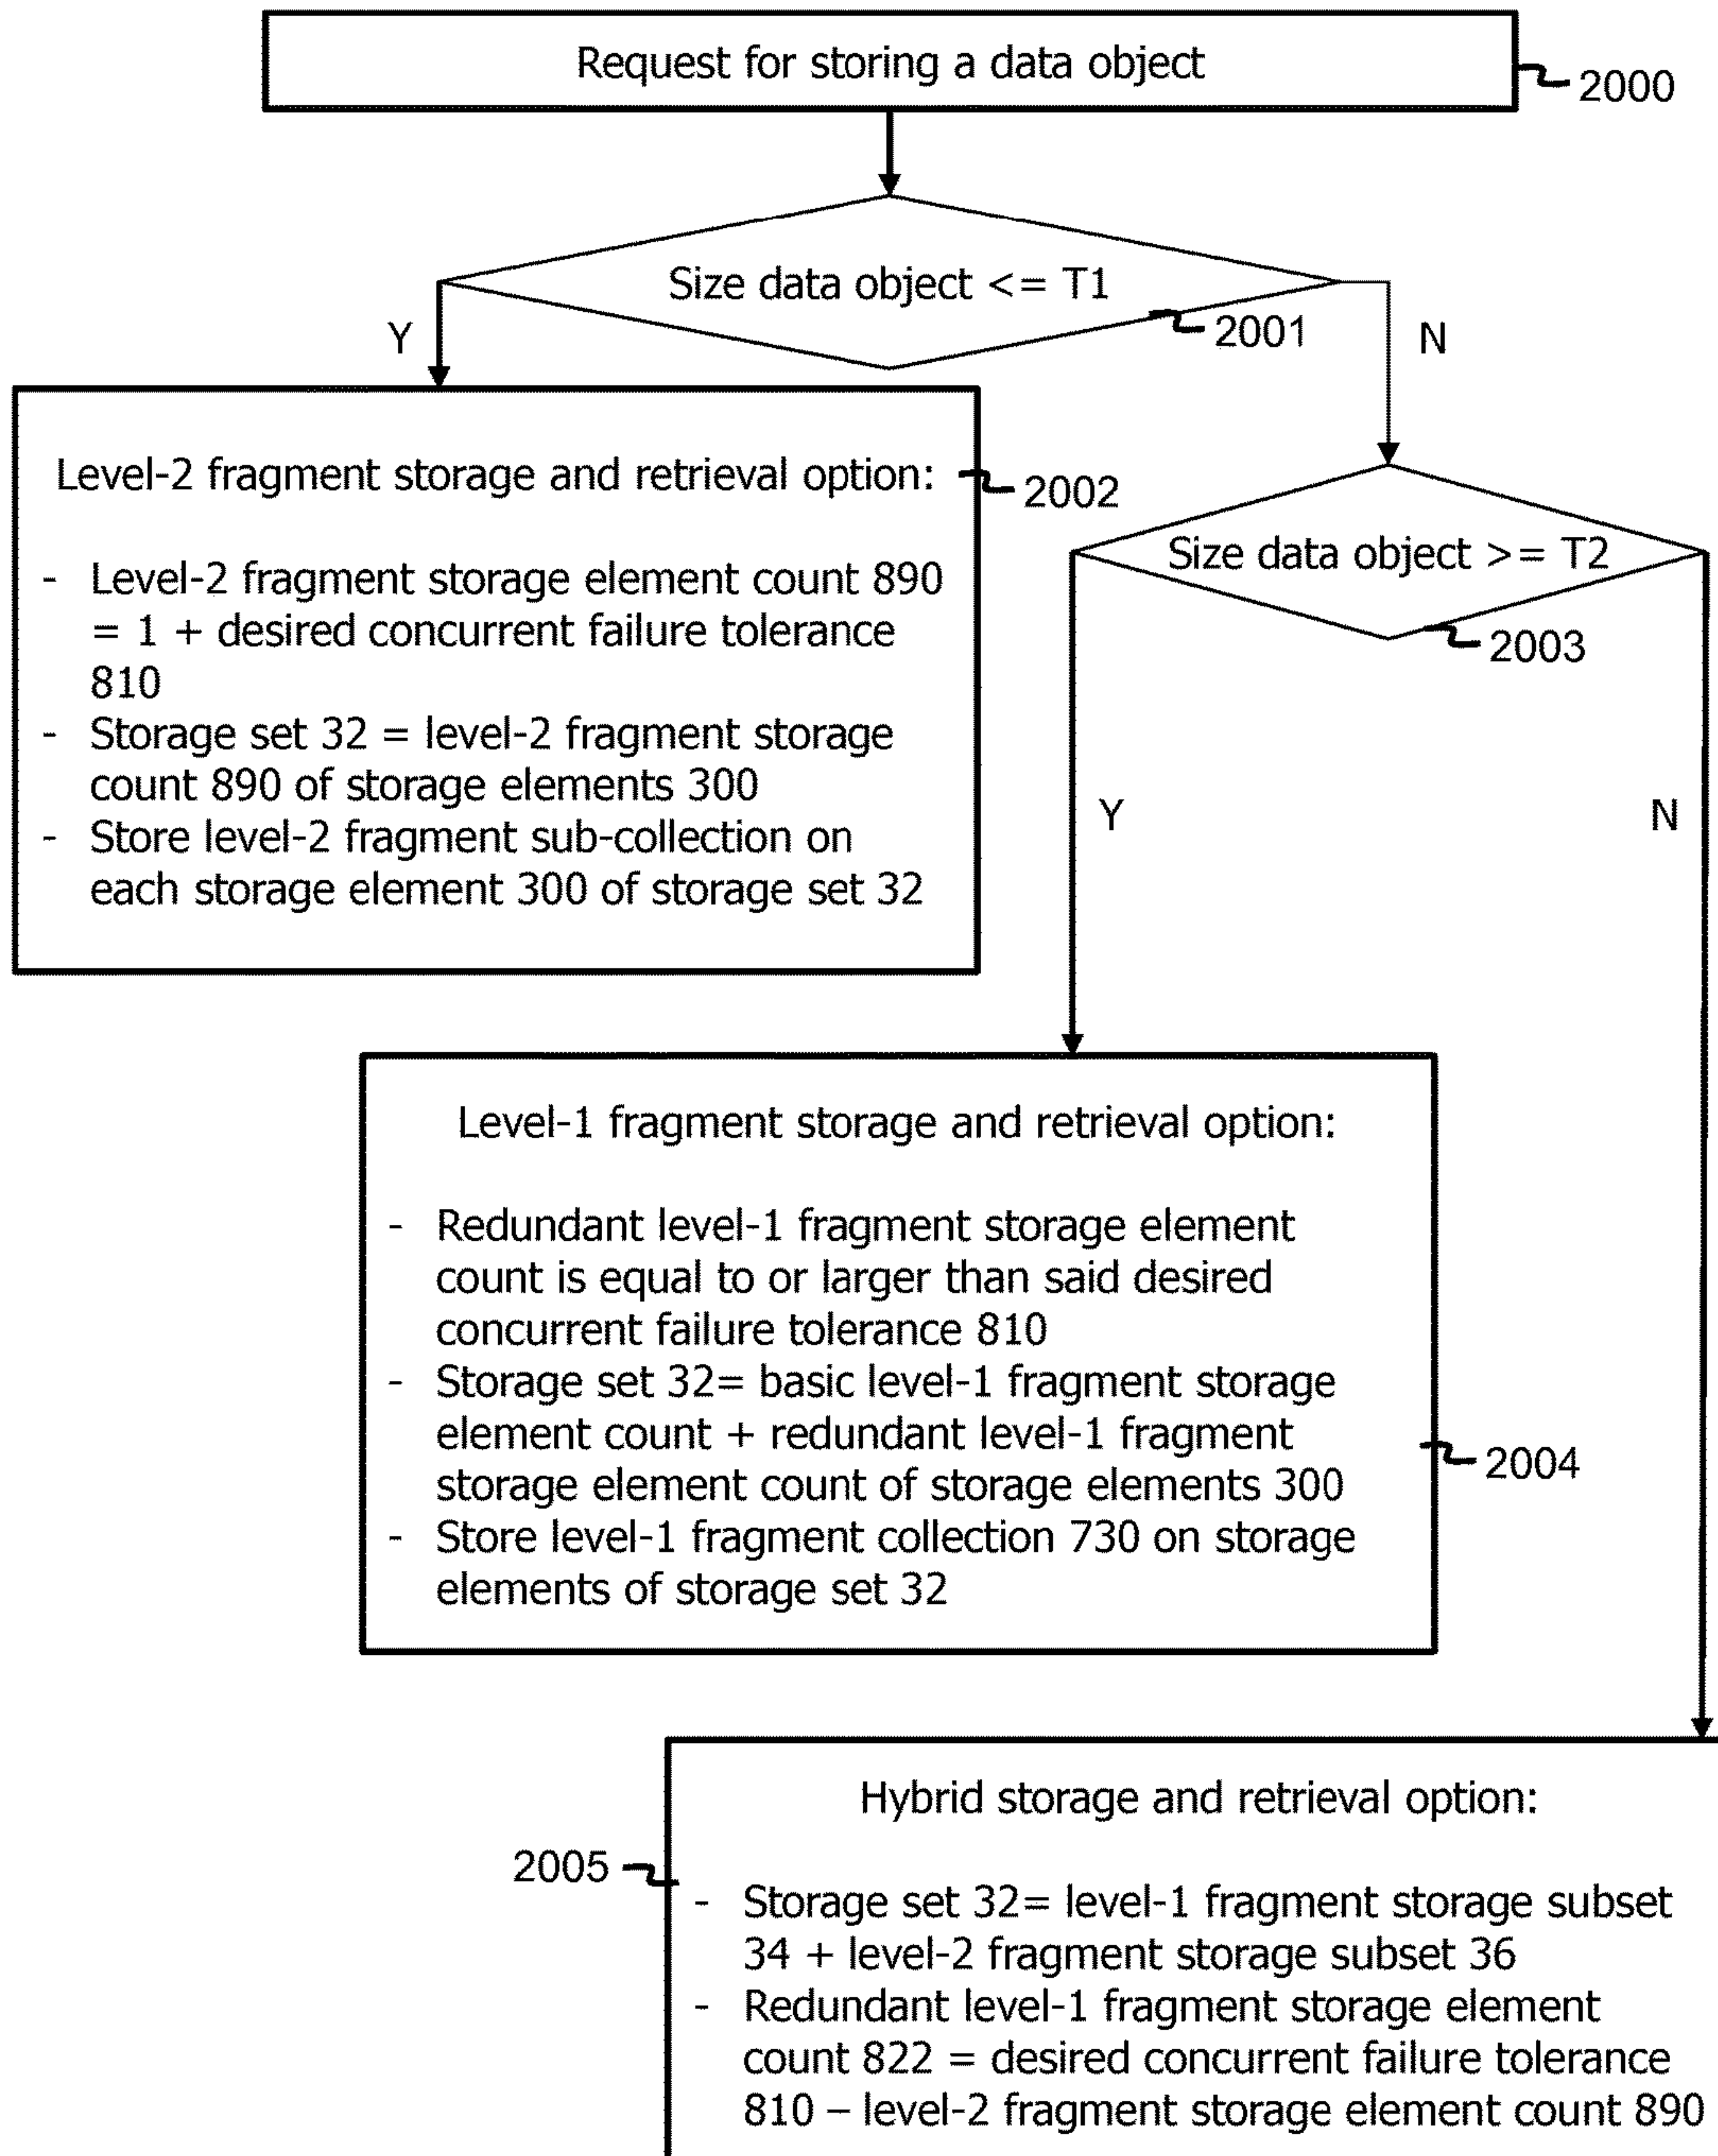 Request for storing a data object
2000
Size data object <= T1
2001
Y
N
Level-2 fragment storage and retrieval option:
2002
- Level-2 fragment storage element count 890
= 1 + desired concurrent failure tolerance
810
- Storage set 32 = level-2 fragment storage
count 890 of storage elements 300
- Store level-2 fragment sub-collection on
each storage element 300 of storage set 32
Size data object >= T2
2003
Y
N
Level-1 fragment storage and retrieval option:
- Redundant level-1 fragment storage element
count is equal to or larger than said desired
concurrent failure tolerance 810
- Storage set 32= basic level-1 fragment storage
element count + redundant level-1 fragment
storage element count of storage elements 300
- Store level-1 fragment collection 730 on storage
elements of storage set 32
2004
Hybrid storage and retrieval option:
2005
- Storage set 32= level-1 fragment storage subset
34 + level-2 fragment storage subset 36
- Redundant level-1 fragment storage element
count 822 = desired concurrent failure tolerance
810 – level-2 fragment storage element count 890